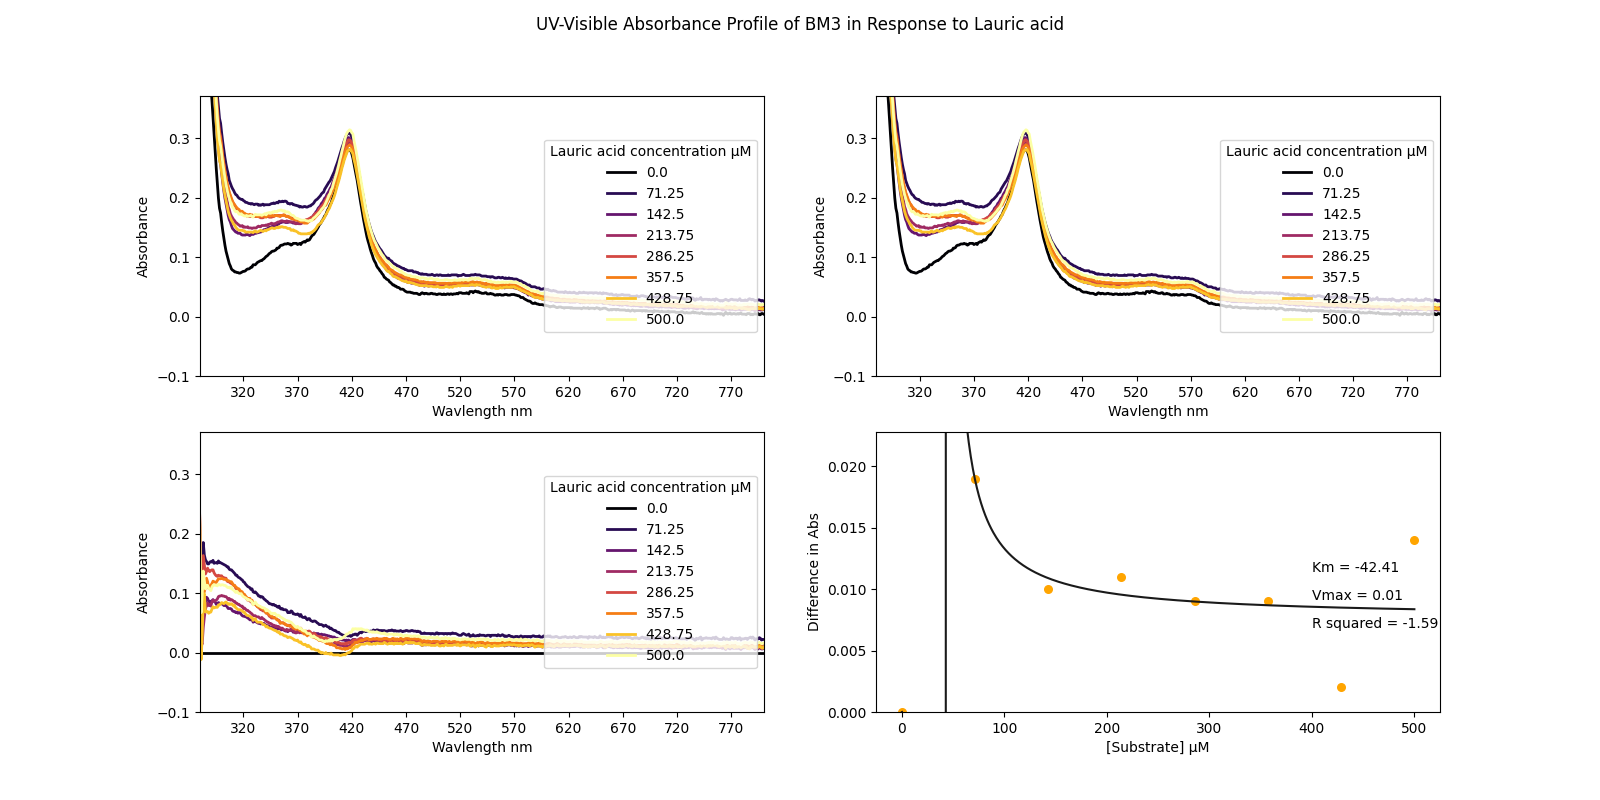 UV-Visible Absorbance Profile of BM3 in Response to Lauric acid
Absorbance
0.3
0.2
0.1
0.0
−0.1
320 370 420 470 520 570 620 670 720 770
Wavlength nm
Lauric acid concentration μM
0.0
71.25
142.5
213.75
286.25
357.5
428.75
500.0
Absorbance
0.3
0.2
0.1
0.0
−0.1
320 370 420 470 520 570 620 670 720 770
Wavlength nm
Lauric acid concentration μM
0.0
71.25
142.5
213.75
286.25
357.5
428.75
500.0
Absorbance
0.3
0.2
0.1
0.0
−0.1
320 370 420 470 520 570 620 670 720 770
Wavlength nm
Lauric acid concentration μM
0.0
71.25
142.5
213.75
286.25
357.5
428.75
500.0
Difference in Abs
0.020
0.015
0.010
0.005
0.000
0 100 200 300 400 500
[Substrate] μM
Km = -42.41
Vmax = 0.01
R squared = -1.59